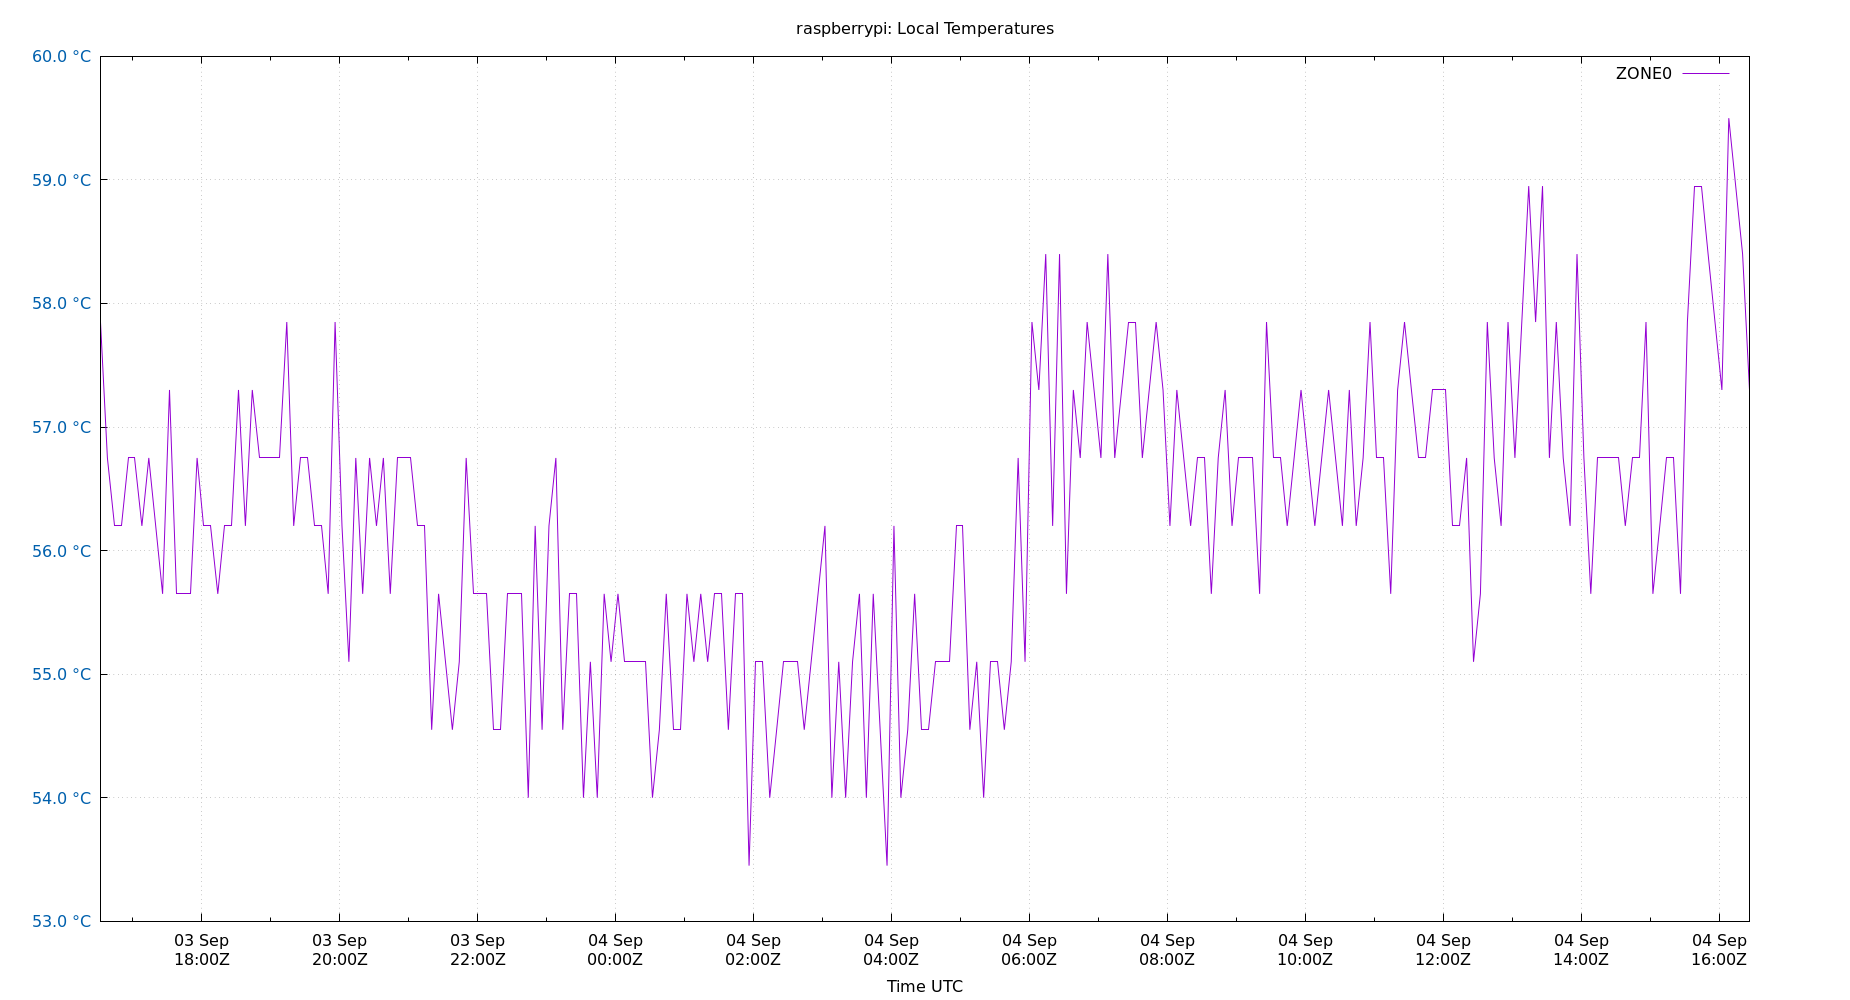 raspberrypi: Local Temperatures
60.0 °C
ZONE0
59.0 °C
58.0 °C
57.0 °C
56.0 °C
55.0 °C
54.0 °C
53.0 °C
03 Sep 03 Sep 03 Sep 04 Sep 04 Sep 04 Sep 04 Sep 04 Sep 04 Sep 04 Sep 04 Sep 04 Sep
18:00Z 20:00Z 22:00Z 00:00Z 02:00Z 04:00Z 06:00Z 08:00Z 10:00Z 12:00Z 14:00Z 16:00Z
Time UTC